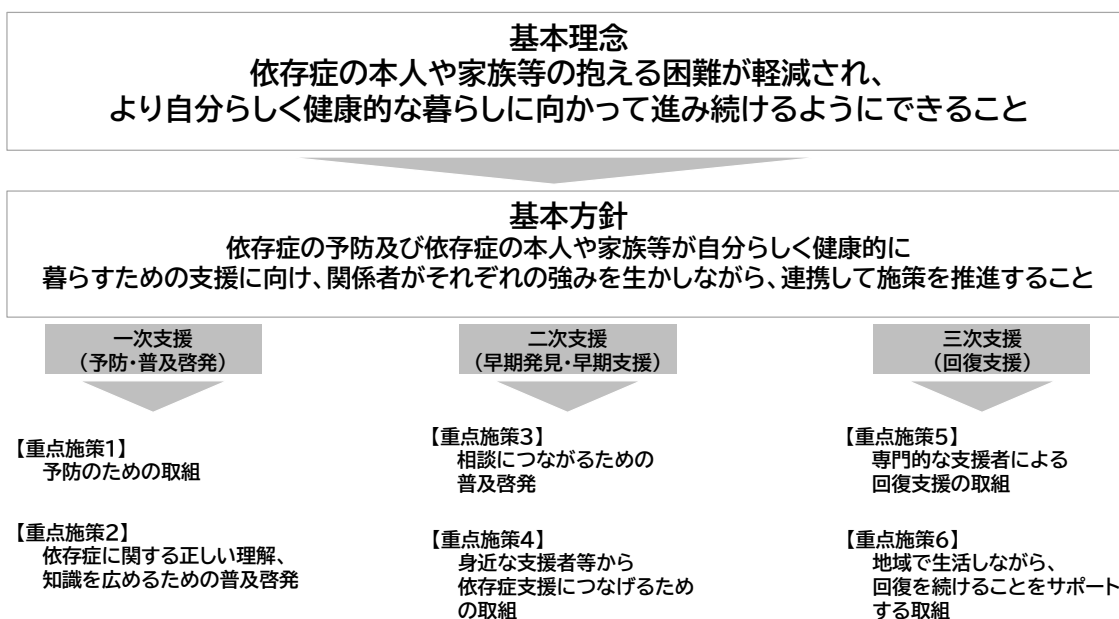 基本理念
依存症の本人や家族等の抱える困難が軽減され、
より自分らしく健康的な暮らしに向かって進み続けるようにできること
基本方針
依存症の予防及び依存症の本人や家族等が自分らしく健康的に
暮らすための支援に向け、関係者がそれぞれの強みを生かしながら、連携して施策を推進すること
一次支援
（予防・普及啓発）
【重点施策1】
予防のための取組
【重点施策2】
依存症に関する正しい理解、
知識を広めるための普及啓発
二次支援
（早期発見・早期支援）
【重点施策3】
相談につながるための
普及啓発
【重点施策4】
身近な支援者等から
依存症支援につなげるため
の取組
三次支援
（回復支援）
【重点施策5】
専門的な支援者による
回復支援の取組
【重点施策6】
地域で生活しながら、
回復を続けることをサポート
する取組